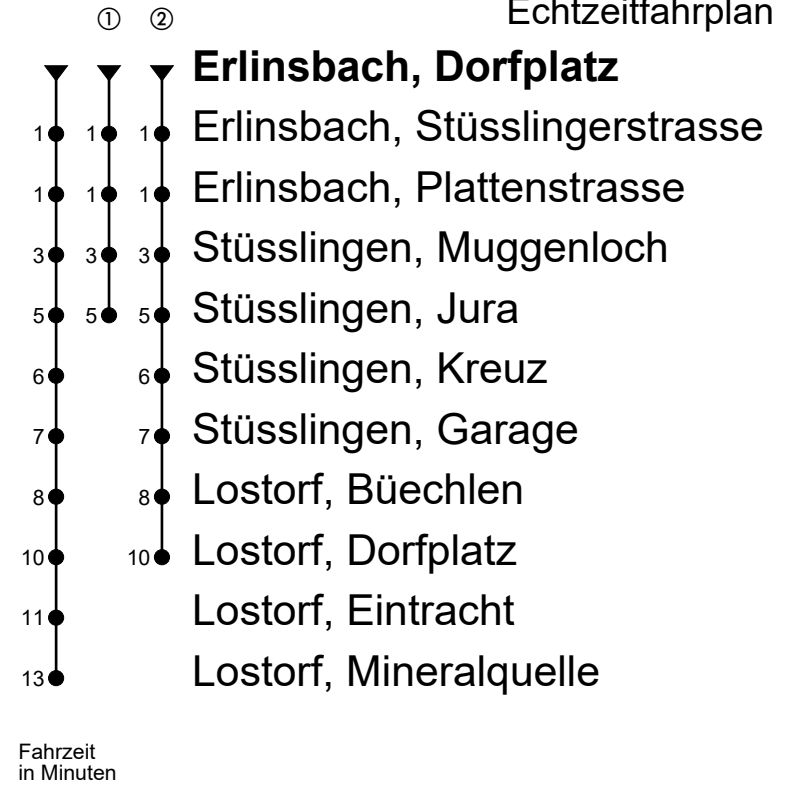 Echtzeitfahrplan
① ②
Erlinsbach, Dorfplatz
1 1 1 Erlinsbach, Stüsslingerstrasse
1 1 1 Erlinsbach, Plattenstrasse
3 3 3 Stüsslingen, Muggenloch
5 5 5 Stüsslingen, Jura
6 6 Stüsslingen, Kreuz
7 7 Stüsslingen, Garage
8 8 Lostorf, Büechlen
10 10 Lostorf, Dorfplatz
11 Lostorf, Eintracht
13 Lostorf, Mineralquelle
Fahrzeit
in Minuten